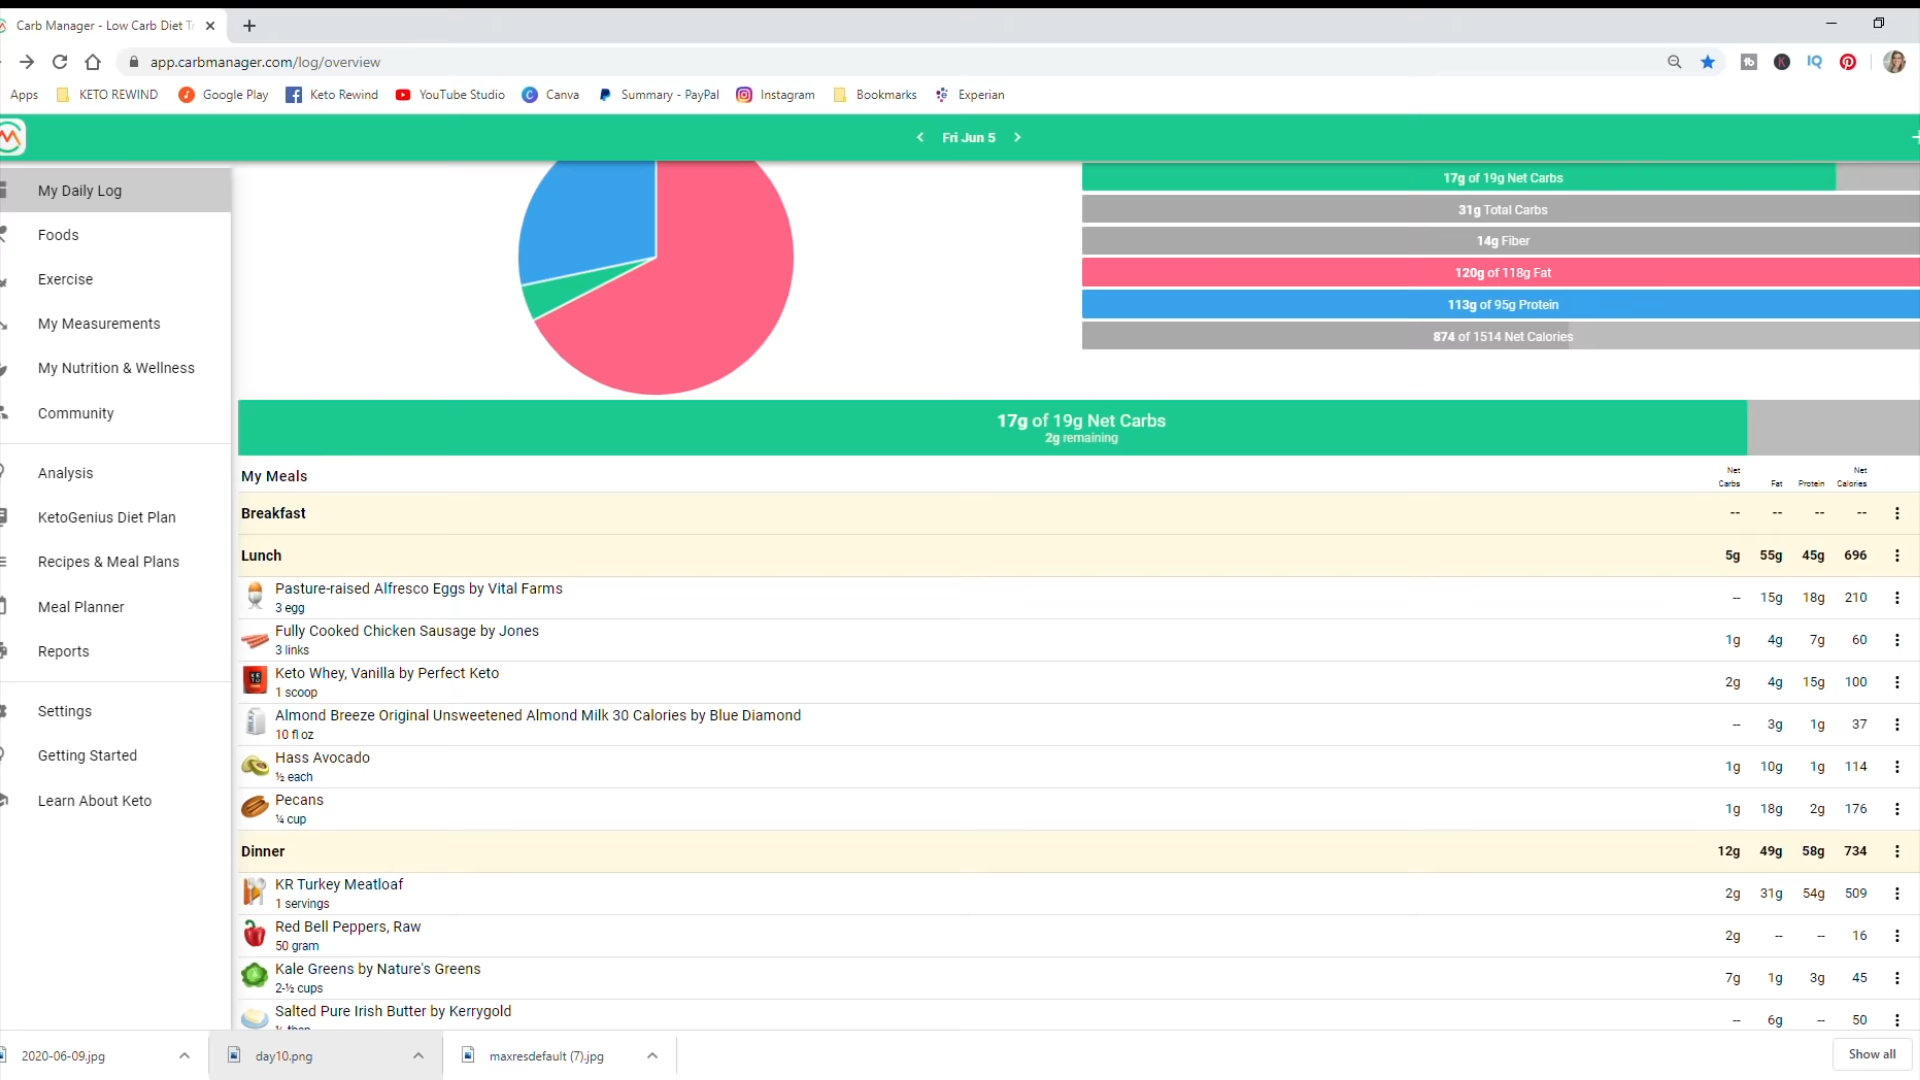 Carb Manager - Low Carb Diet Tr
app.carbmanager.com/log/overview
Apps
KETO REWIND
Google Play
Keto Rewind
YouTube Studio
Canva
Summary - PayPal
Instagram
Bookmarks
Experian
Fri Jun 5
My Daily Log
Foods
Exercise
My Measurements
My Nutrition & Wellness
Community
Analysis
KetoGenius Diet Plan
Recipes & Meal Plans
Meal Planner
Reports
Settings
Getting Started
Learn About Keto
17g of 19g Net Carbs
31g Total Carbs
14g Fiber
120g of 118g Fat
113g of 95g Protein
874 of 1514 Net Calories
17g of 19g Net Carbs
2g remaining
My Meals Net Carbs Fat Protein Net Calories
Breakfast -- -- -- --
Lunch 5g 55g 45g 696
Pasture-raised Alfresco Eggs by Vital Farms
3 egg
-- 15g 18g 210
Fully Cooked Chicken Sausage by Jones
3 links
1g 4g 7g 60
Keto Whey, Vanilla by Perfect Keto
1 scoop
2g 4g 15g 100
Almond Breeze Original Unsweetened Almond Milk 30 Calories by Blue Diamond
10 fl oz
-- 3g 1g 37
Hass Avocado
½ each
1g 10g 1g 114
Pecans
¼ cup
1g 18g 2g 176
Dinner 12g 49g 58g 734
KR Turkey Meatloaf
1 servings
2g 31g 54g 509
Red Bell Peppers, Raw
50 gram
2g -- -- 16
Kale Greens by Nature's Greens
2-½ cups
7g 1g 3g 45
Salted Pure Irish Butter by Kerrygold
-- 6g -- 50
2020-06-09.jpg
day10.png
maxresdefault (7).jpg
Show all